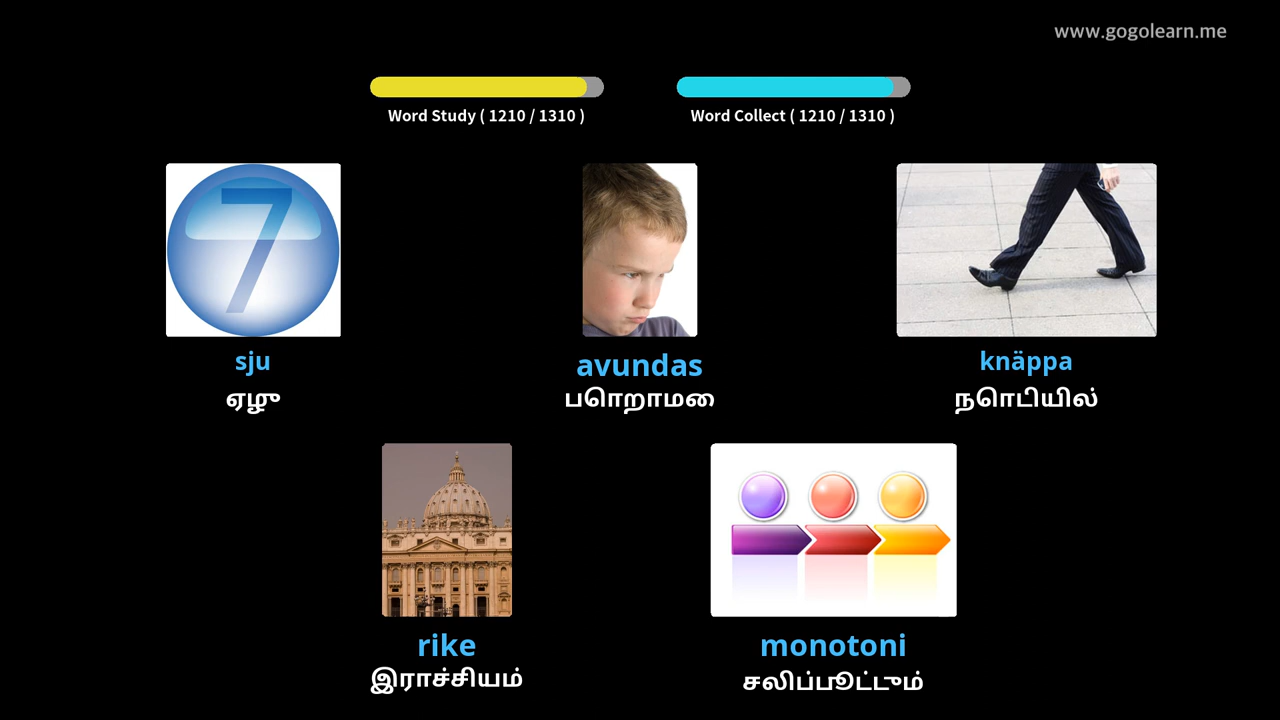 www.gogolearn.me
Word Study ( 1210 / 1310 )
Word Collect ( 1210 / 1310 )
7
sju
avundas
knäppa
ஏழு
பொறாமை
நொடியில்
rike
monotoni
இராச்சியம்
சலிப்பூட்டும்